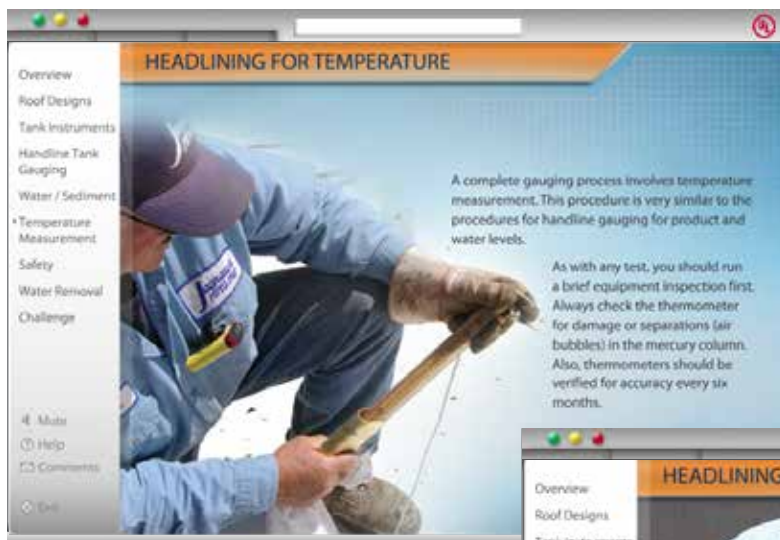 UL
HEADLINING FOR TEMPERATURE
Overview
Roof Designs
Tank Instruments
Handline Tank
Gauging
Water / Sediment
Temperature
Measurement
Safety
Water Removal
Challenge
Mute
Help
Comments
Exit
A complete gauging process involves temperature
measurement. This procedure is very similar to the
procedures for handline gauging for product and
water levels.
As with any test, you should run
a brief equipment inspection first.
Always check the thermometer
for damage or separations (air
bubbles) in the mercury column.
Also, thermometers should be
verified for accuracy every six
months.
HEADLINING
Overview
Roof Designs